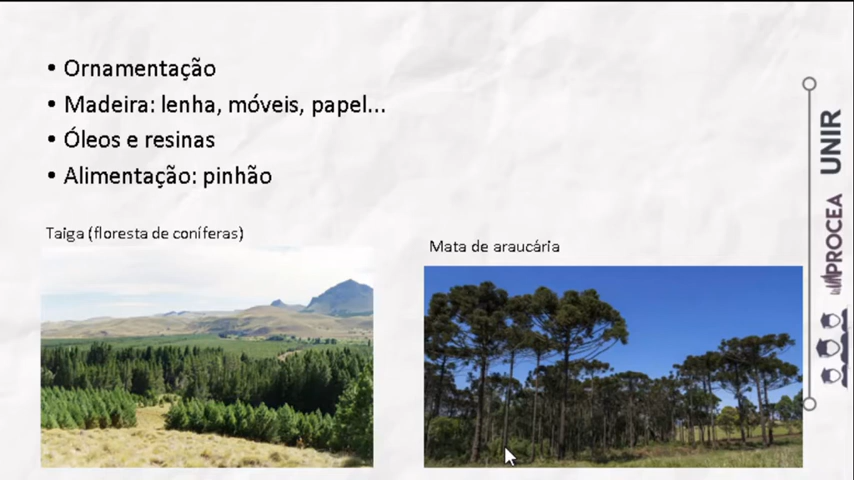 • Ornamentação
• Madeira: lenha, móveis, papel...
• Óleos e resinas
• Alimentação: pinhão
Taiga (floresta de coníferas)
Mata de araucária
UNIR
PROCEA